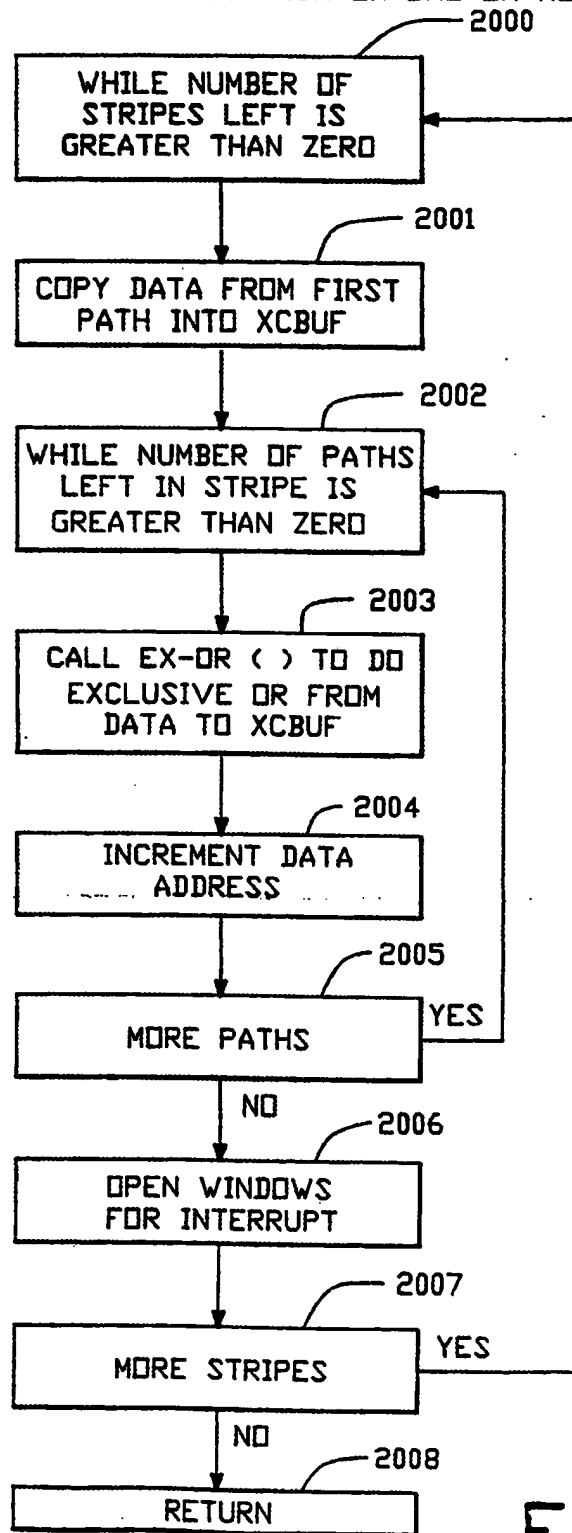 2000
WHILE NUMBER OF
STRIPES LEFT IS
GREATER THAN ZERO
2001
COPY DATA FROM FIRST
PATH INTO XCBUF
2002
WHILE NUMBER OF PATHS
LEFT IN STRIPE IS
GREATER THAN ZERO
2003
CALL EX-OR ( ) TO DO
EXCLUSIVE OR FROM
DATA TO XCBUF
2004
INCREMENT DATA
ADDRESS
2005
MORE PATHS
YES
NO
2006
OPEN WINDOWS
FOR INTERRUPT
2007
MORE STRIPES
YES
NO
2008
RETURN